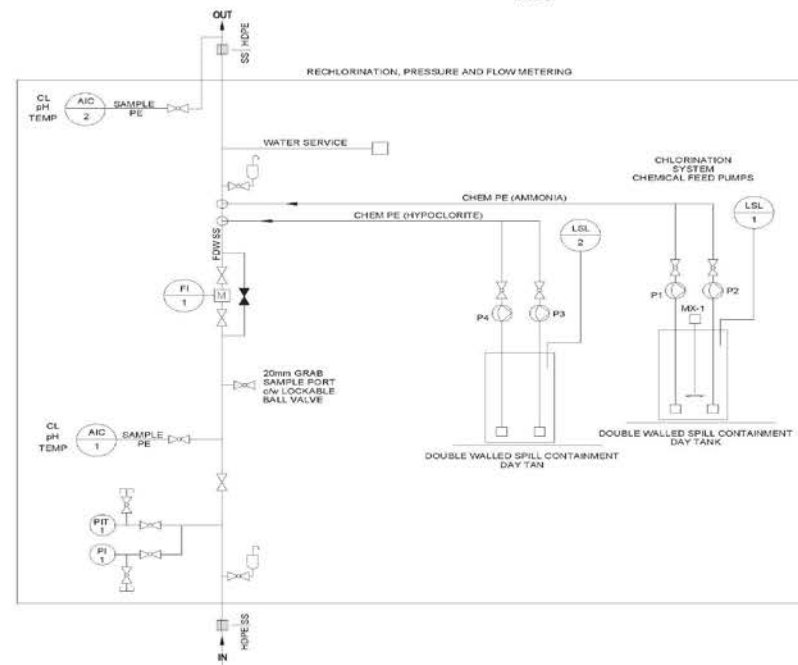 OUT
SS
HDPE
RECHLORINATION, PRESSURE AND FLOW METERING
CL
pH
TEMP
AIC
2
SAMPLE
PE
WATER SERVICE
CHLORINATION
SYSTEM
CHEMICAL FEED PUMPS
CHEM PE (AMMONIA)
LSL
1
CHEM PE (HYPOCLORITE)
LSL
2
FDW SS
FI
1
M
P1
P2
MX-1
P4
P3
20mm GRAB
SAMPLE PORT
c/w LOCKABLE
BALL VALVE
CL
pH
TEMP
AIC
1
SAMPLE
PE
DOUBLE WALLED SPILL CONTAINMENT
DAY TANK
DOUBLE WALLED SPILL CONTAINMENT
DAY TAN
PIT
1
PI
1
HDPE
SS
IN